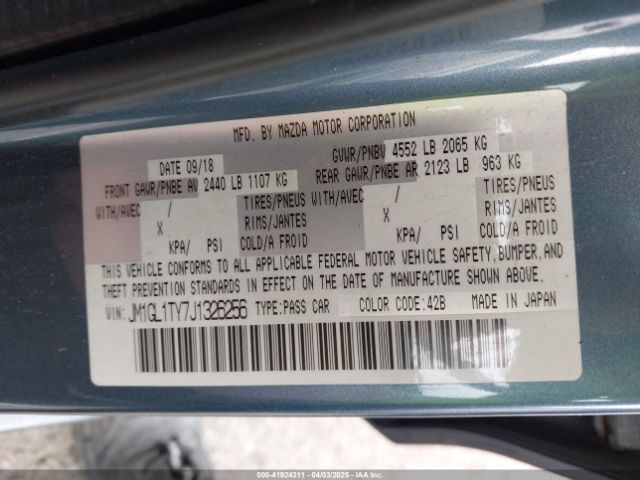 MFD. BY MAZDA MOTOR CORPORATION
DATE 09/18 GVWR/PNBV 4552 LB 2065 KG
FRONT GAWR/PNBE AV 2440 LB 1107 KG REAR GAWR/PNBE AR 2123 LB 963 KG
WITH/AVEC / TIRES/PNEUS WITH/AVEC / TIRES/PNEUS
X RIMS/JANTES X RIMS/JANTES
KPA/ PSI COLD/A FROID KPA/ PSI COLD/A FROID
THIS VEHICLE CONFORMS TO ALL APPLICABLE FEDERAL MOTOR VEHICLE SAFETY, BUMPER, AND
THEFT PREVENTION STANDARDS IN EFFECT ON THE DATE OF MANUFACTURE SHOWN ABOVE.
VIN: JM1GL1TY7J1326256 TYPE:PASS CAR COLOR CODE:42B MADE IN JAPAN
000-41924311 - 04/03/2025 - IAA Inc.